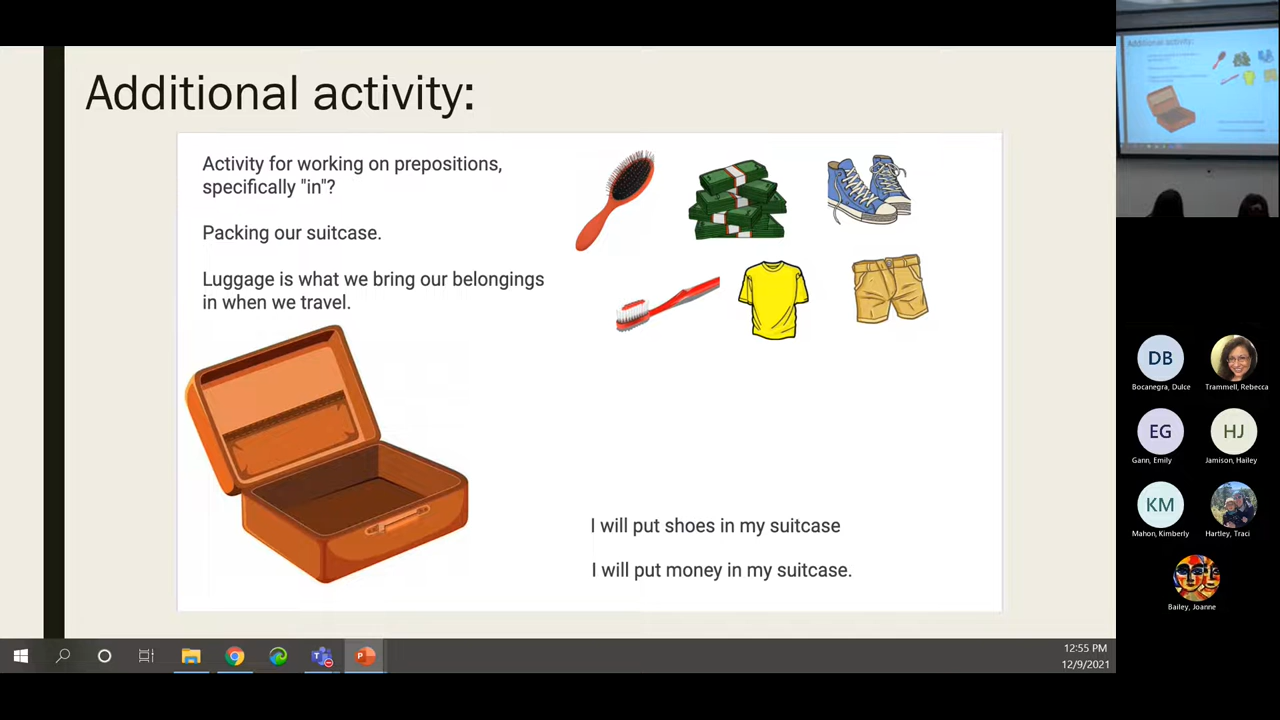 Additional activity:
Activity for working on prepositions,
specifically "in"?
Packing our suitcase.
Luggage is what we bring our belongings
in when we travel.
I will put shoes in my suitcase
I will put money in my suitcase.
12:55 PM
12/9/2021
Additional activity:
DB
Bocanegra, Dulce
Trammell, Rebecca
EG
Gann, Emily
HJ
Jamison, Hailey
KM
Mahon, Kimberly
Hartley, Traci
Bailey, Joanne